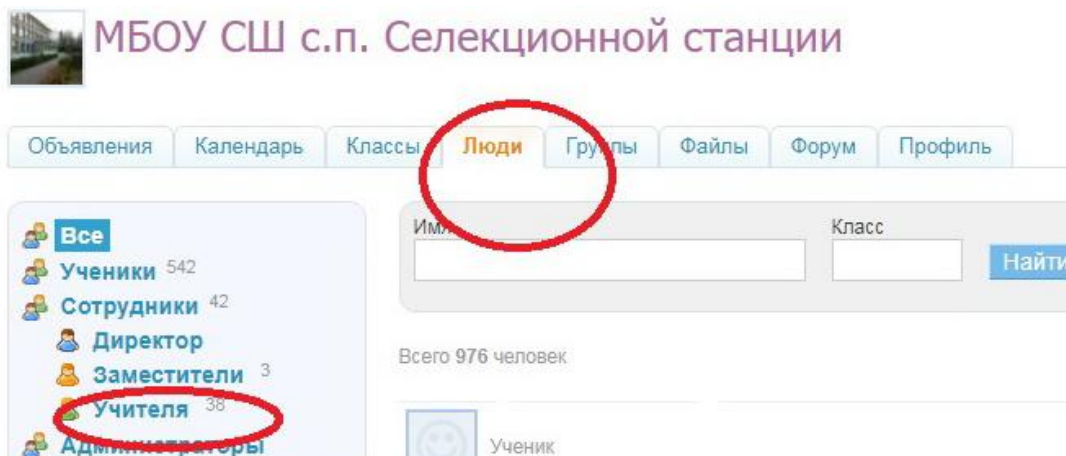 МБОУ СШ с.п. Селекционной станции
Объявления Календарь Классы Люди Группы Файлы Форум Профиль
Все
Ученики 542
Сотрудники 42
Директор
Заместители 3
Учителя 38
Администраторы
Имя Класс
Найти
Всего 976 человек
Ученик